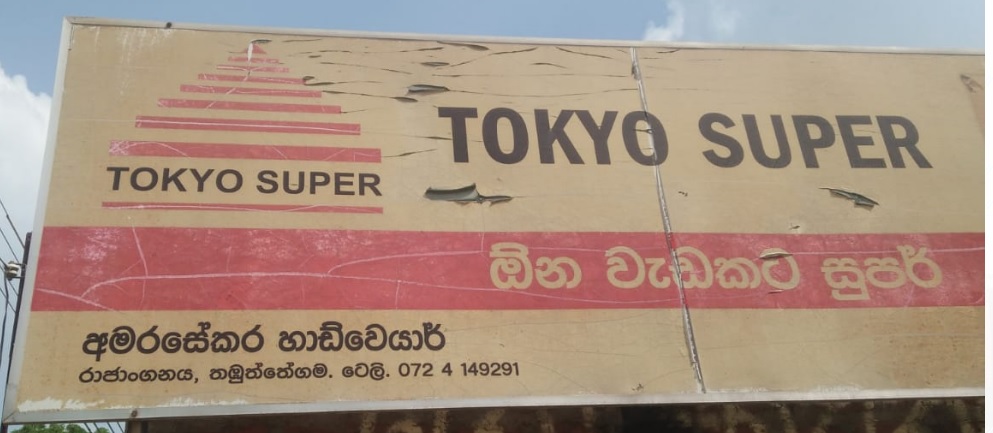 TOKYO SUPER
TOKYO SUPER
ඕන වැඩකට සුපර්
අමරසේකර හාඩ්වෙයාර්
රාජාංගනය, තඹුත්තේගම. ටෙලි. 072 4 149291